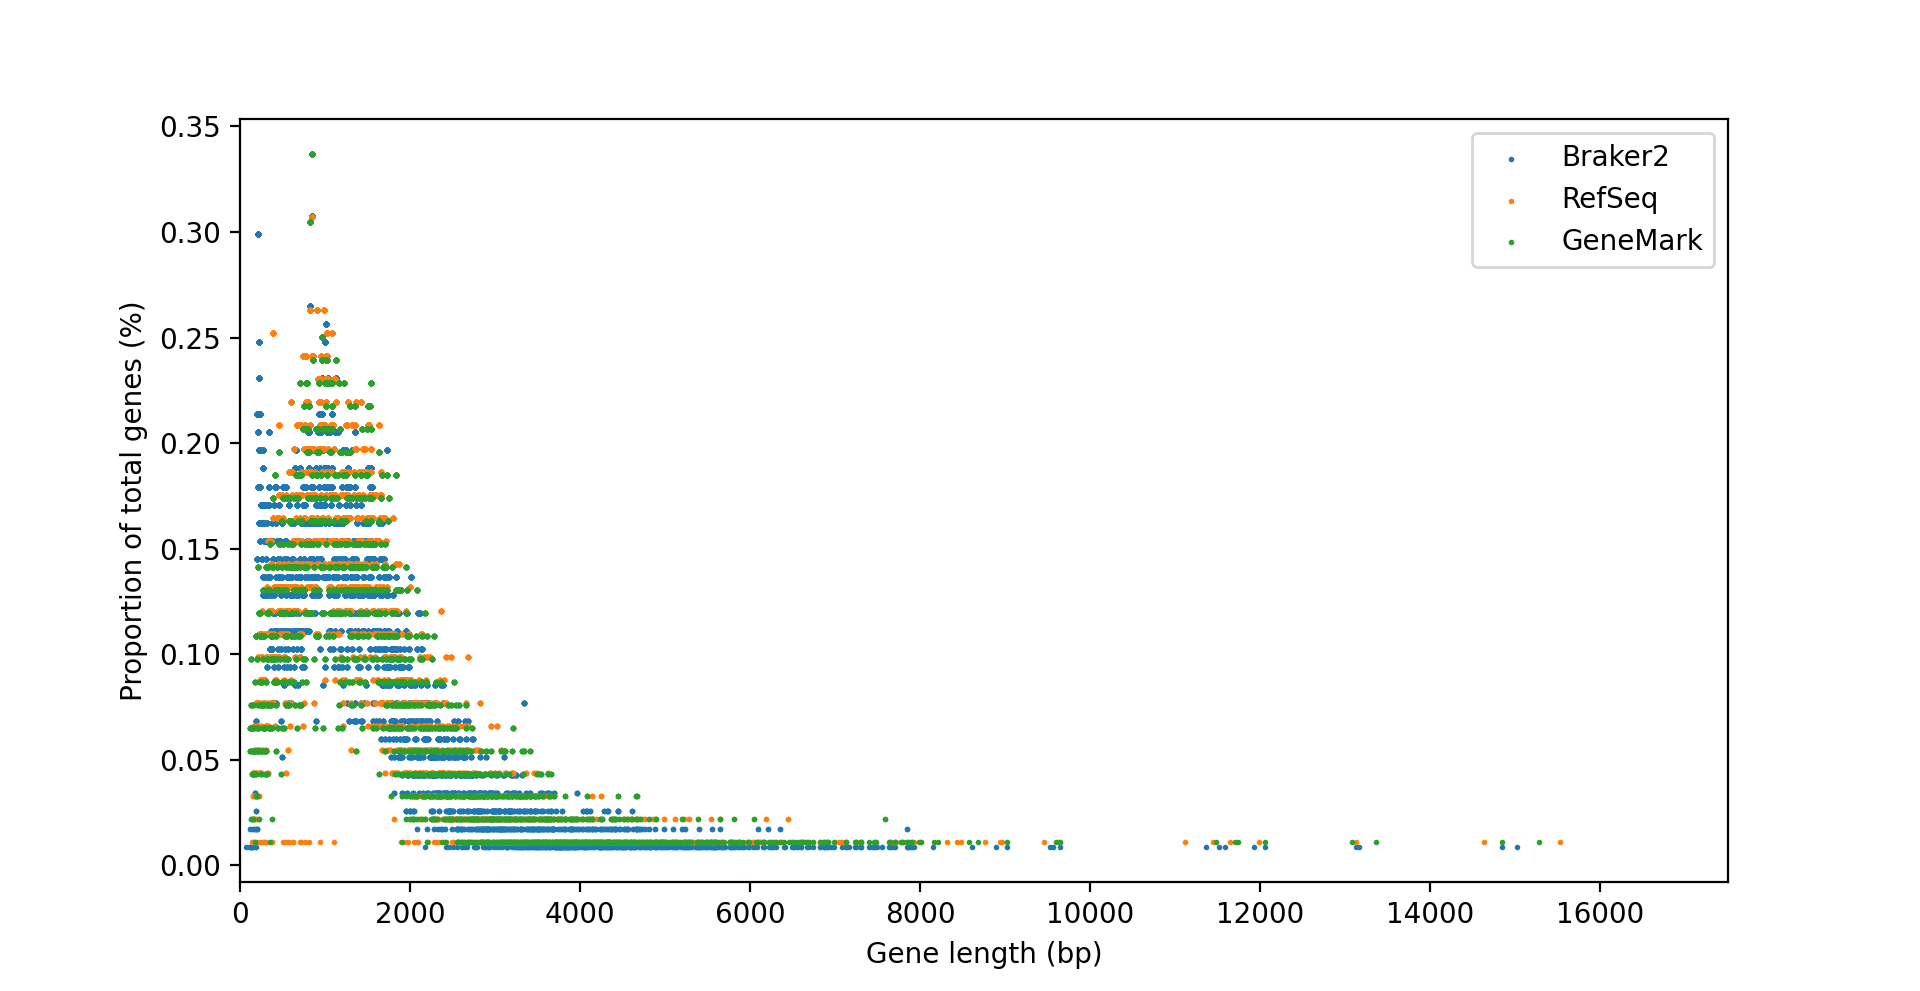 Braker2
RefSeq
GeneMark
Proportion of total genes (%)
0.35
0.30
0.25
0.20
0.15
0.10
0.05
0.00
0 2000 4000 6000 8000 10000 12000 14000 16000
Gene length (bp)